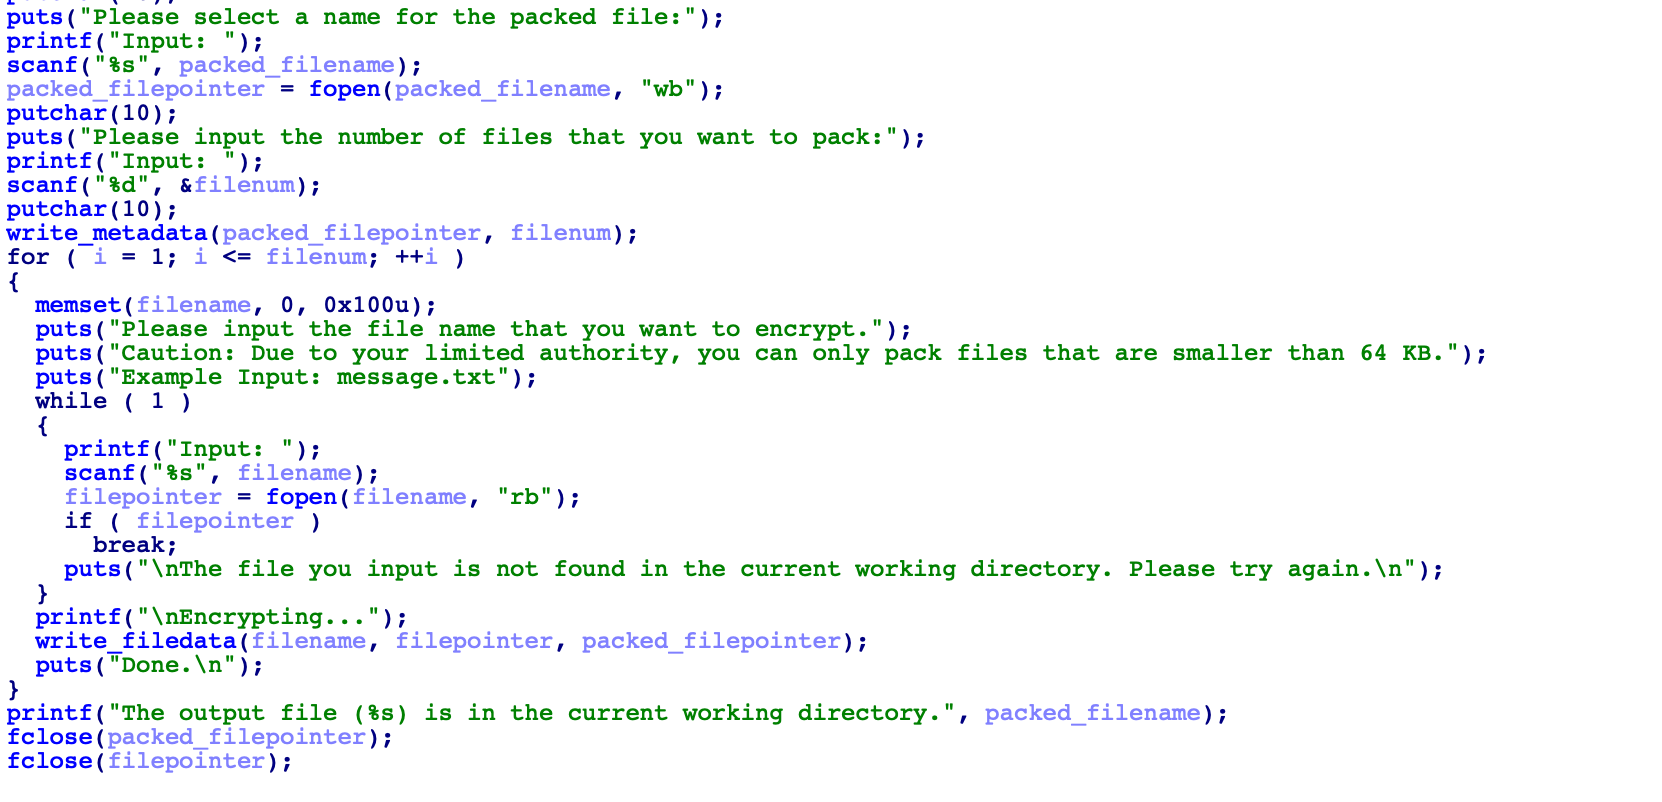 puts("Please select a name for the packed file:");
printf("Input: ");
scanf("%s", packed_filename);
packed_filepointer = fopen(packed_filename, "wb");
putchar(10);
puts("Please input the number of files that you want to pack:");
printf("Input: ");
scanf("%d", &filenum);
putchar(10);
write_metadata(packed_filepointer, filenum);
for ( i = 1; i <= filenum; ++i )
{
  memset(filename, 0, 0x100u);
  puts("Please input the file name that you want to encrypt.");
  puts("Caution: Due to your limited authority, you can only pack files that are smaller than 64 KB.");
  puts("Example Input: message.txt");
  while ( 1 )
  {
    printf("Input: ");
    scanf("%s", filename);
    filepointer = fopen(filename, "rb");
    if ( filepointer )
      break;
    puts("\nThe file you input is not found in the current working directory. Please try again.\n");
  }
  printf("\nEncrypting...");
  write_filedata(filename, filepointer, packed_filepointer);
  puts("Done.\n");
}
printf("The output file (%s) is in the current working directory.", packed_filename);
fclose(packed_filepointer);
fclose(filepointer);